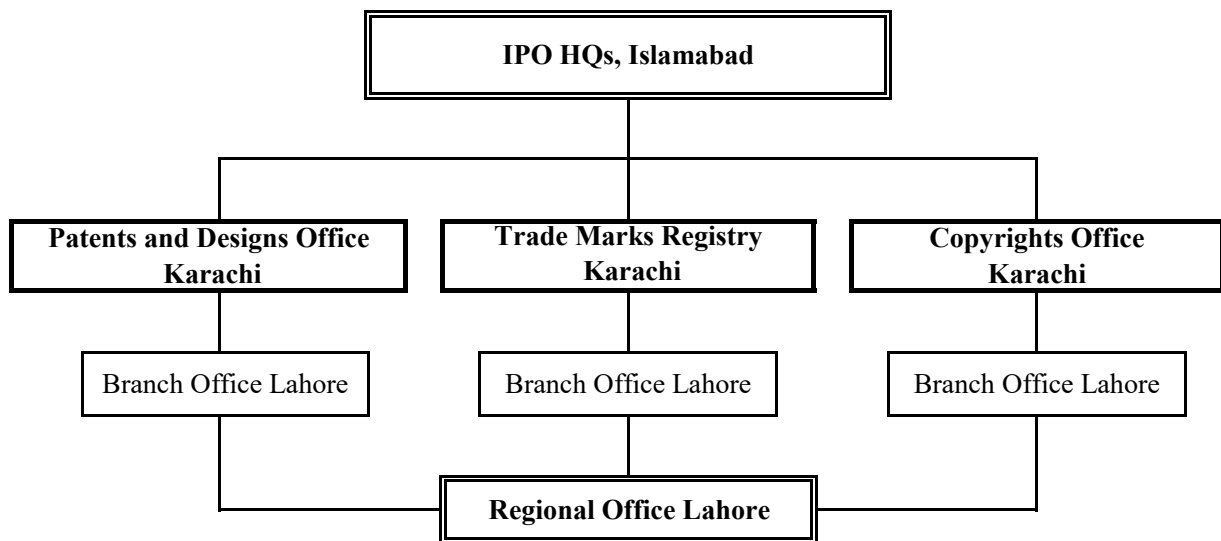 IPO HQs, Islamabad
Patents and Designs Office
Karachi
Trade Marks Registry
Karachi
Copyrights Office
Karachi
Branch Office Lahore
Branch Office Lahore
Branch Office Lahore
Regional Office Lahore